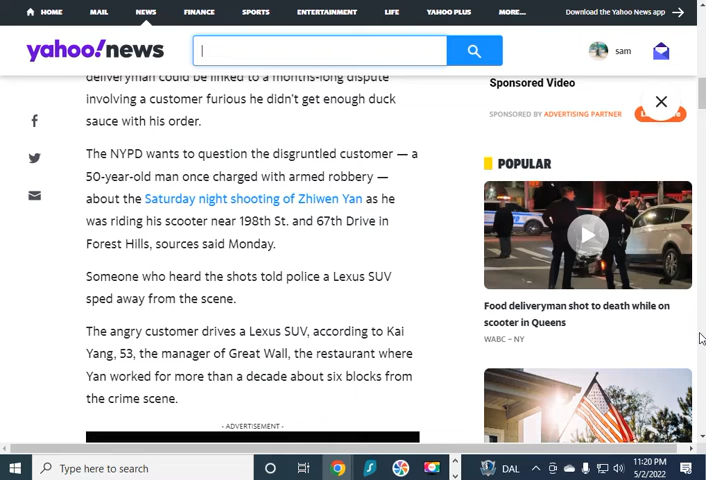 HOME MAIL NEWS FINANCE SPORTS ENTERTAINMENT LIFE YAHOO PLUS MORE... Download the Yahoo News app
yahoo!news sam
deliveryman could be linked to a months-long dispute
involving a customer furious he didn't get enough duck
sauce with his order.
The NYPD wants to question the disgruntled customer — a
50-year-old man once charged with armed robbery —
about the Saturday night shooting of Zhiwen Yan as he
was riding his scooter near 198th St. and 67th Drive in
Forest Hills, sources said Monday.
Someone who heard the shots told police a Lexus SUV
sped away from the scene.
The angry customer drives a Lexus SUV, according to Kai
Yang, 53, the manager of Great Wall, the restaurant where
Yan worked for more than a decade about six blocks from
the crime scene.
- ADVERTISEMENT -
Sponsored Video
SPONSORED BY ADVERTISING PARTNER
POPULAR
Food deliveryman shot to death while on
scooter in Queens
WABC – NY
Type here to search
DAL
11:20 PM
5/2/2022